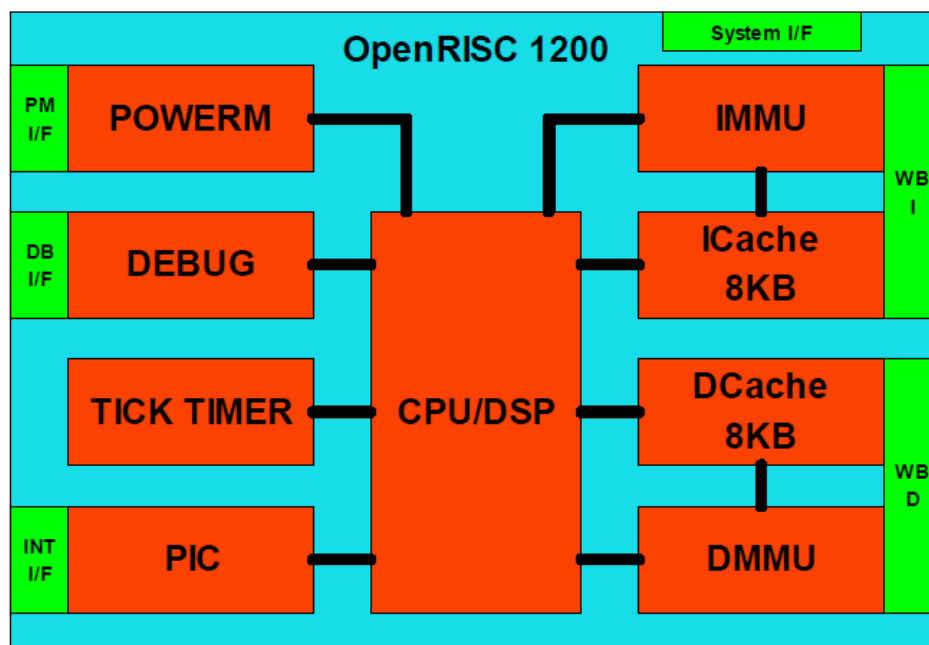 System I/F
OpenRISC 1200
PM
I/F
POWERM
IMMU
WB
I
DB
I/F
DEBUG
ICache
8KB
TICK TIMER
CPU/DSP
DCache
8KB
WB
D
INT
I/F
PIC
DMMU